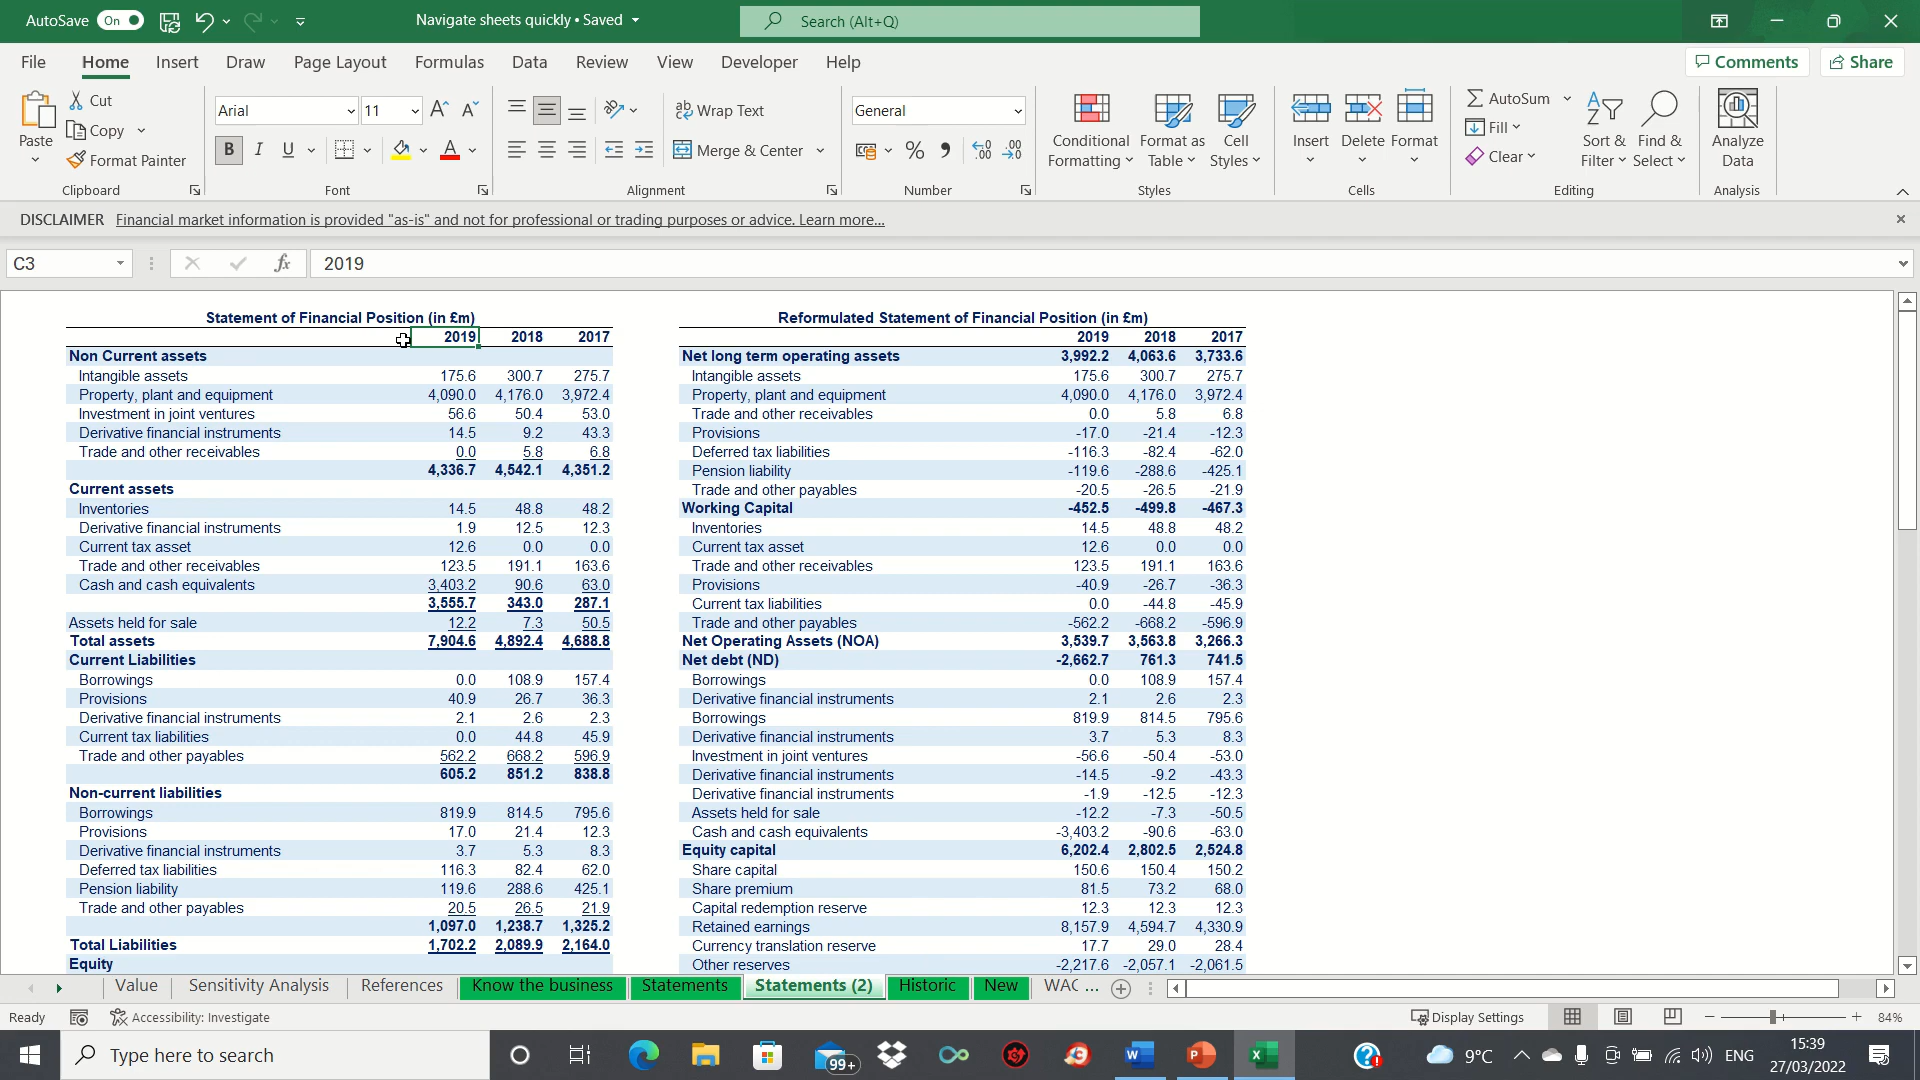 AutoSave On Navigate sheets quickly • Saved Search (Alt+Q)
File Home Insert Draw Page Layout Formulas Data Review View Developer Help Comments Share
Paste Cut Copy Format Painter Clipboard
Arial 11 B I U A Font
Wrap Text Merge & Center Alignment
General % Number
Conditional Formatting Format as Table Cell Styles Styles
Insert Delete Format Cells
AutoSum Fill Clear Sort & Filter Find & Select Editing
Analyze Data Analysis
DISCLAIMER Financial market information is provided "as-is" and not for professional or trading purposes or advice. Learn more...
C3 fx 2019
Statement of Financial Position (in £m)
2019 2018 2017
Non Current assets
Intangible assets 175.6 300.7 275.7
Property, plant and equipment 4,090.0 4,176.0 3,972.4
Investment in joint ventures 56.6 50.4 53.0
Derivative financial instruments 14.5 9.2 43.3
Trade and other receivables 0.0 5.8 6.8
4,336.7 4,542.1 4,351.2
Current assets
Inventories 14.5 48.8 48.2
Derivative financial instruments 1.9 12.5 12.3
Current tax asset 12.6 0.0 0.0
Trade and other receivables 123.5 191.1 163.6
Cash and cash equivalents 3,403.2 90.6 63.0
3,555.7 343.0 287.1
Assets held for sale 12.2 7.3 50.5
Total assets 7,904.6 4,892.4 4,688.8
Current Liabilities
Borrowings 0.0 108.9 157.4
Provisions 40.9 26.7 36.3
Derivative financial instruments 2.1 2.6 2.3
Current tax liabilities 0.0 44.8 45.9
Trade and other payables 562.2 668.2 596.9
605.2 851.2 838.8
Non-current liabilities
Borrowings 819.9 814.5 795.6
Provisions 17.0 21.4 12.3
Derivative financial instruments 3.7 5.3 8.3
Deferred tax liabilities 116.3 82.4 62.0
Pension liability 119.6 288.6 425.1
Trade and other payables 20.5 26.5 21.9
1,097.0 1,238.7 1,325.2
Total Liabilities 1,702.2 2,089.9 2,164.0
Equity
Reformulated Statement of Financial Position (in £m)
2019 2018 2017
Net long term operating assets 3,992.2 4,063.6 3,733.6
Intangible assets 175.6 300.7 275.7
Property, plant and equipment 4,090.0 4,176.0 3,972.4
Trade and other receivables 0.0 5.8 6.8
Provisions -17.0 -21.4 -12.3
Deferred tax liabilities -116.3 -82.4 -62.0
Pension liability -119.6 -288.6 -425.1
Trade and other payables -20.5 -26.5 -21.9
Working Capital -452.5 -499.8 -467.3
Inventories 14.5 48.8 48.2
Current tax asset 12.6 0.0 0.0
Trade and other receivables 123.5 191.1 163.6
Provisions -40.9 -26.7 -36.3
Current tax liabilities 0.0 -44.8 -45.9
Trade and other payables -562.2 -668.2 -596.9
Net Operating Assets (NOA) 3,539.7 3,563.8 3,266.3
Net debt (ND) -2,662.7 761.3 741.5
Borrowings 0.0 108.9 157.4
Derivative financial instruments 2.1 2.6 2.3
Borrowings 819.9 814.5 795.6
Derivative financial instruments 3.7 5.3 8.3
Investment in joint ventures -56.6 -50.4 -53.0
Derivative financial instruments -14.5 -9.2 -43.3
Derivative financial instruments -1.9 -12.5 -12.3
Assets held for sale -12.2 -7.3 -50.5
Cash and cash equivalents -3,403.2 -90.6 -63.0
Equity capital 6,202.4 2,802.5 2,524.8
Share capital 150.6 150.4 150.2
Share premium 81.5 73.2 68.0
Capital redemption reserve 12.3 12.3 12.3
Retained earnings 8,157.9 4,594.7 4,330.9
Currency translation reserve 17.7 29.0 28.4
Other reserves -2,217.6 -2,057.1 -2,061.5
Value Sensitivity Analysis References Know the business Statements Statements (2) Historic New WAC ...
Ready Accessibility: Investigate Display Settings 84%
Type here to search 99+ 9°C ENG 15:39
27/03/2022